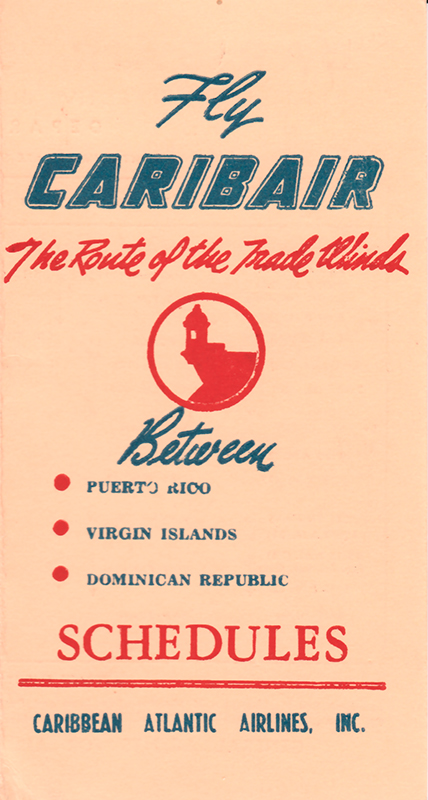 Fly
CARIBAIR
The Route of the Trade Winds
Between
PUERTO RICO
VIRGIN ISLANDS
DOMINICAN REPUBLIC
SCHEDULES
CARIBBEAN ATLANTIC AIRLINES, INC.